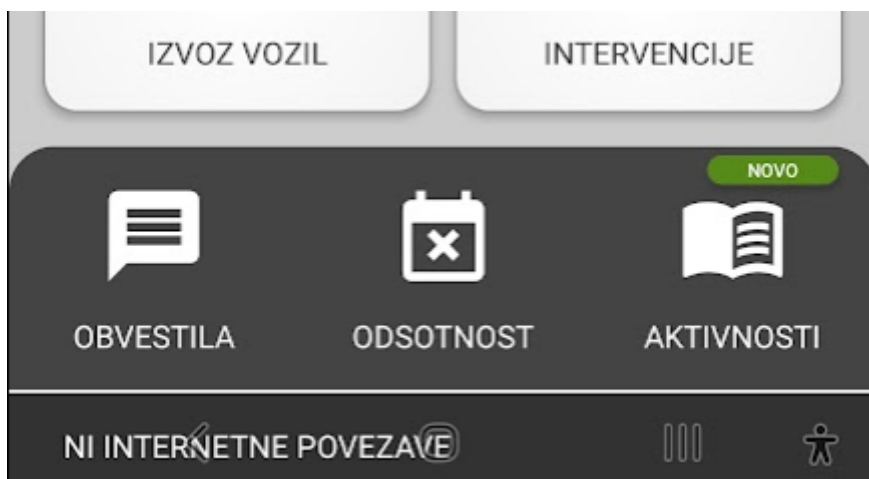 IZVOZ VOZIL
INTERVENCIJE
NOVO
OBVESTILA
ODSOTNOST
AKTIVNOSTI
NI INTERNETNE POVEZAVE